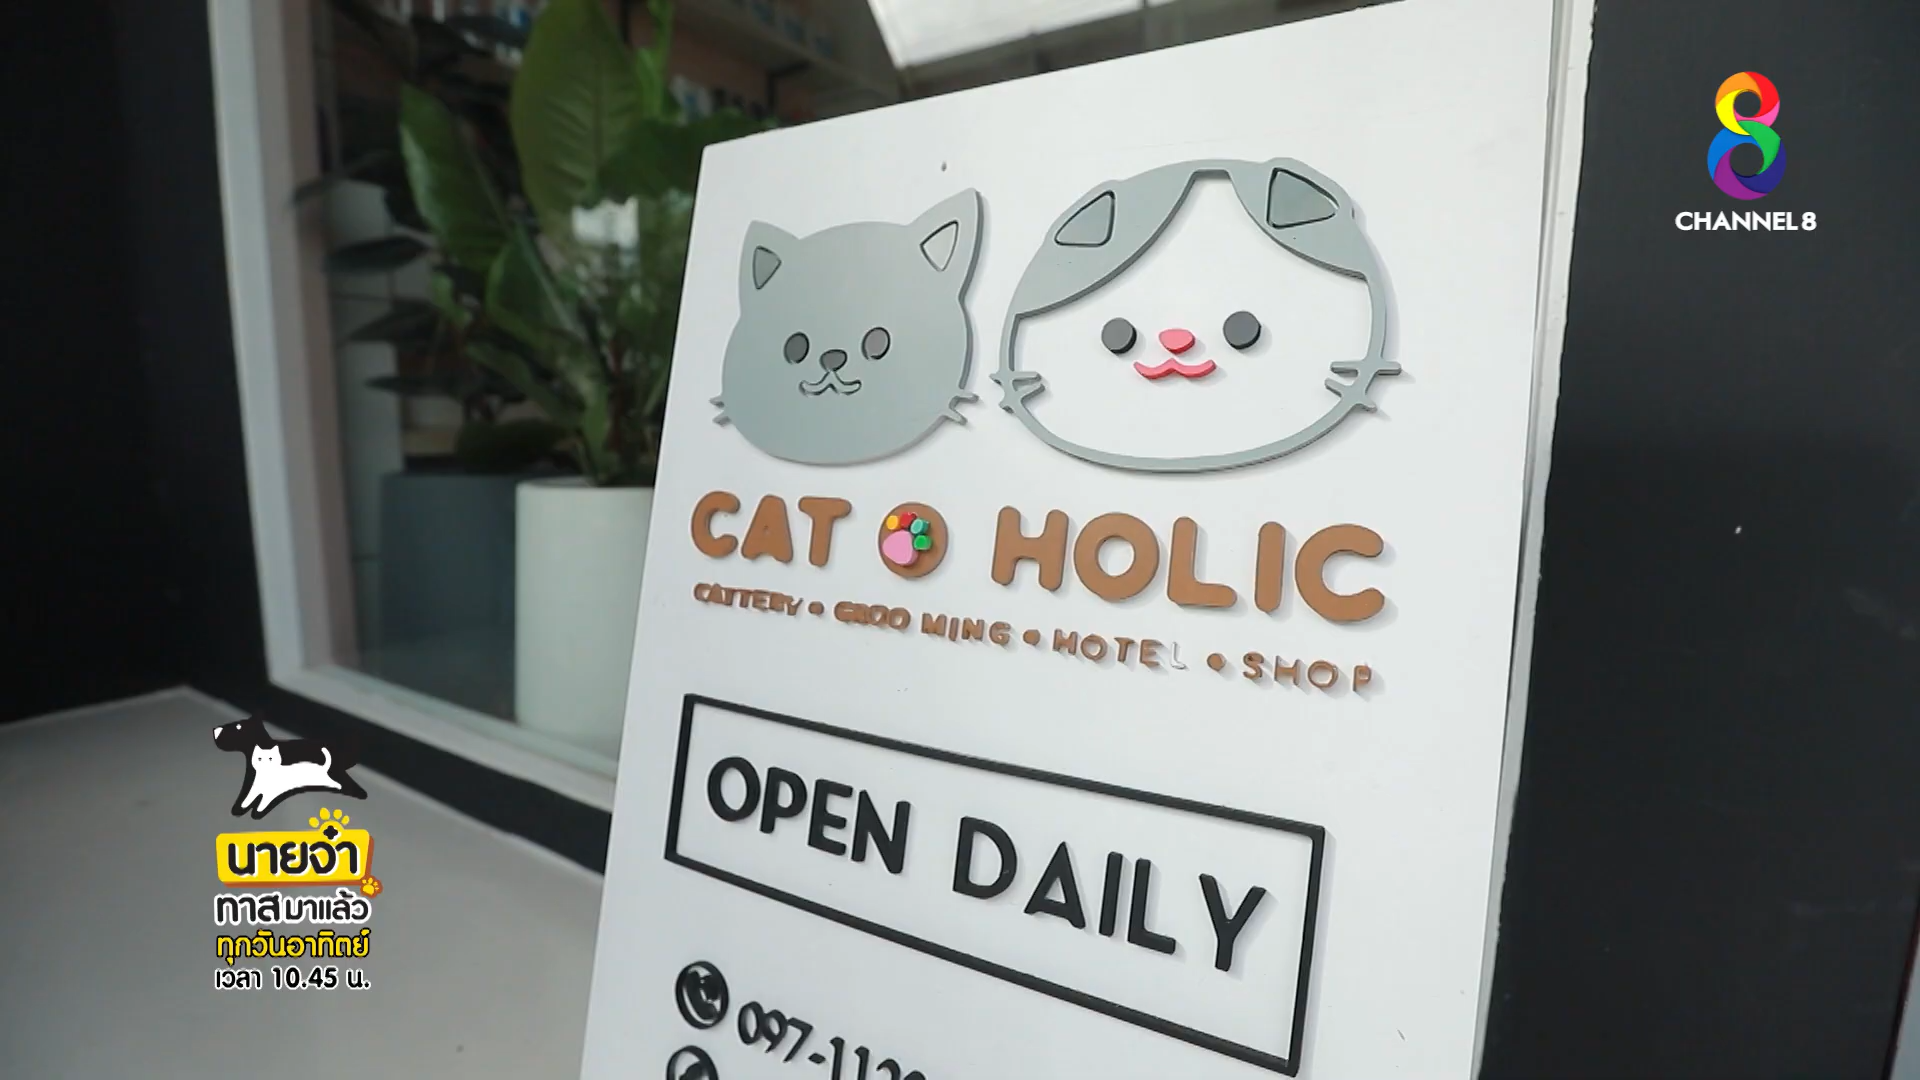 CHANNEL 8
CAT O HOLIC
CATTERY • GROO MING • HOTEL • SHOP
OPEN DAILY
นายจ๋า
ทาสมาแล้ว
ทุกวันอาทิตย์
เวลา 10.45 น.